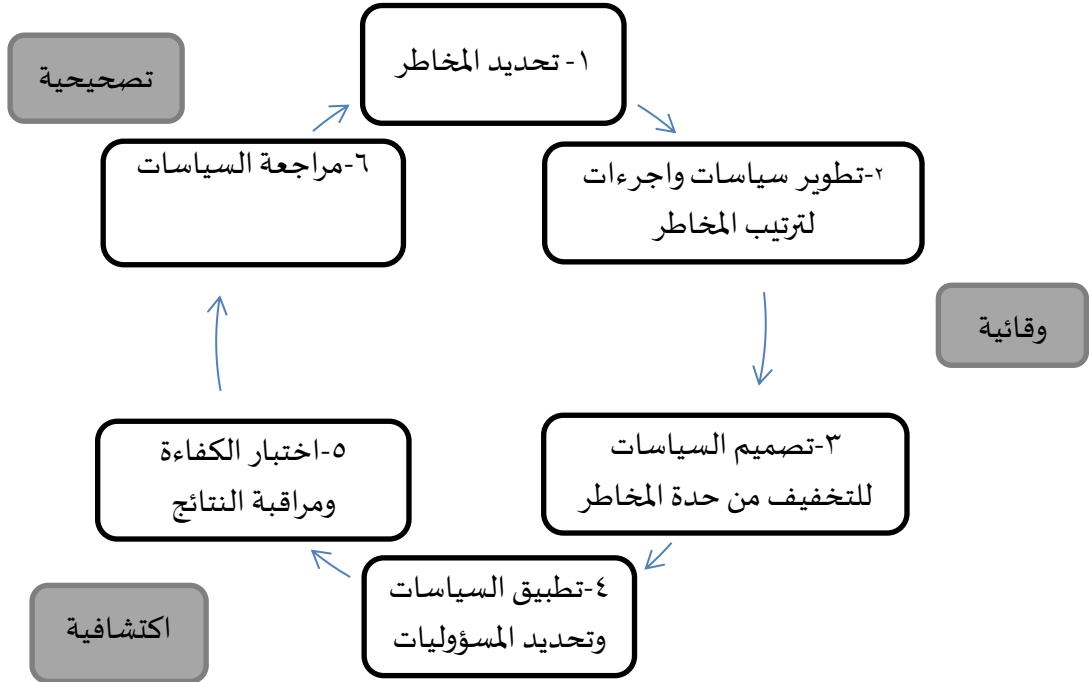 ١- تحديد المخاطر
٢-تطوير سياسات واجرءات
لترتيب المخاطر
وقائية
٣-تصميم السياسات
للتخفيف من حدة المخاطر
٤-تطبيق السياسات
وتحديد المسؤوليات
اكتشافية
٥-اختبار الكفاءة
ومراقبة النتائج
٦-مراجعة السياسات
تصحيحية